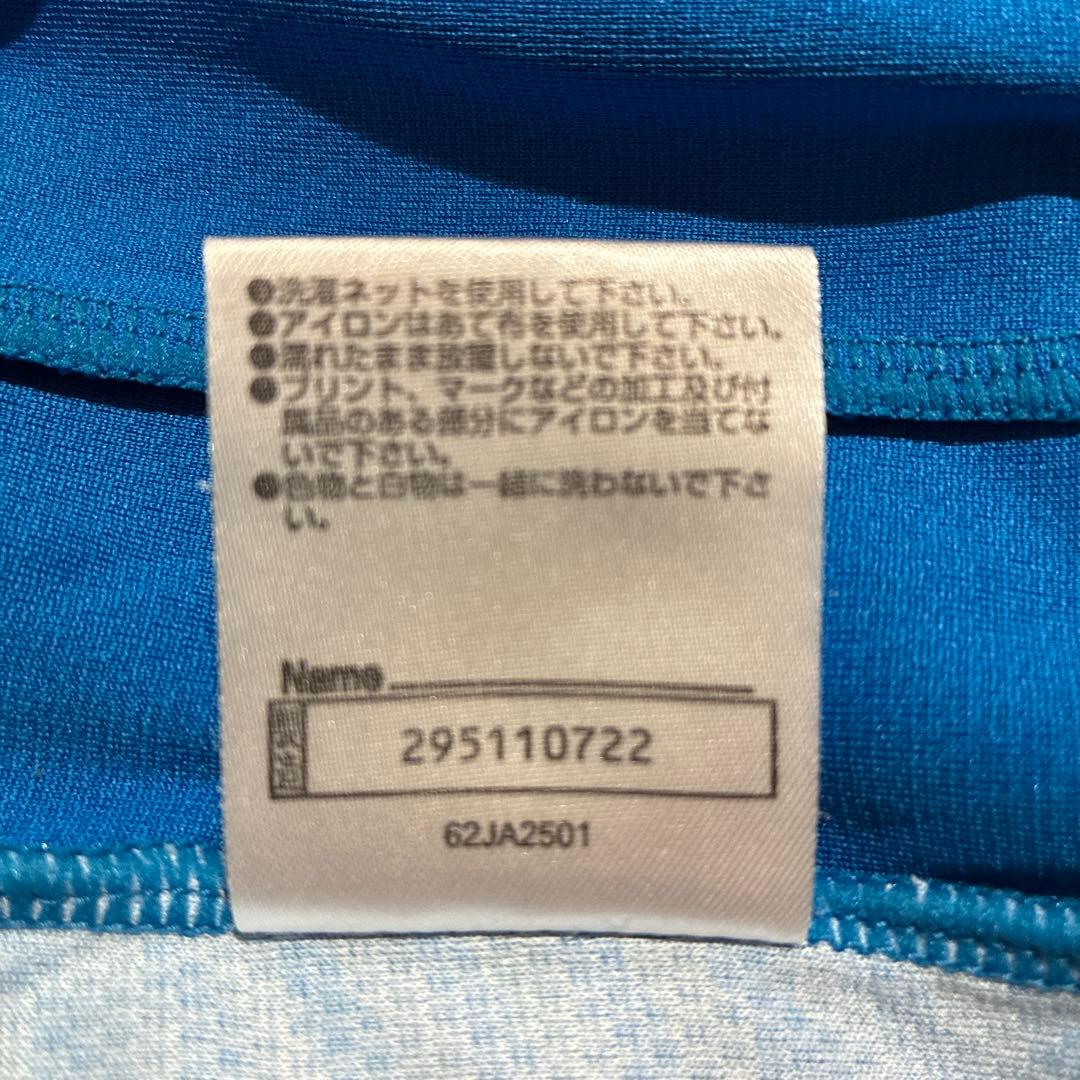 ●洗濯ネットを使用して下さい。
●アイロンはあて布を使用して下さい。
●濡れたまま放置しないで下さい。
●プリント、マークなどの加工及び付
属品のある部分にアイロンを当てな
いで下さい。
●色物と白物は一緒に洗わないで下さ
い。
Name
295110722
62JA2501